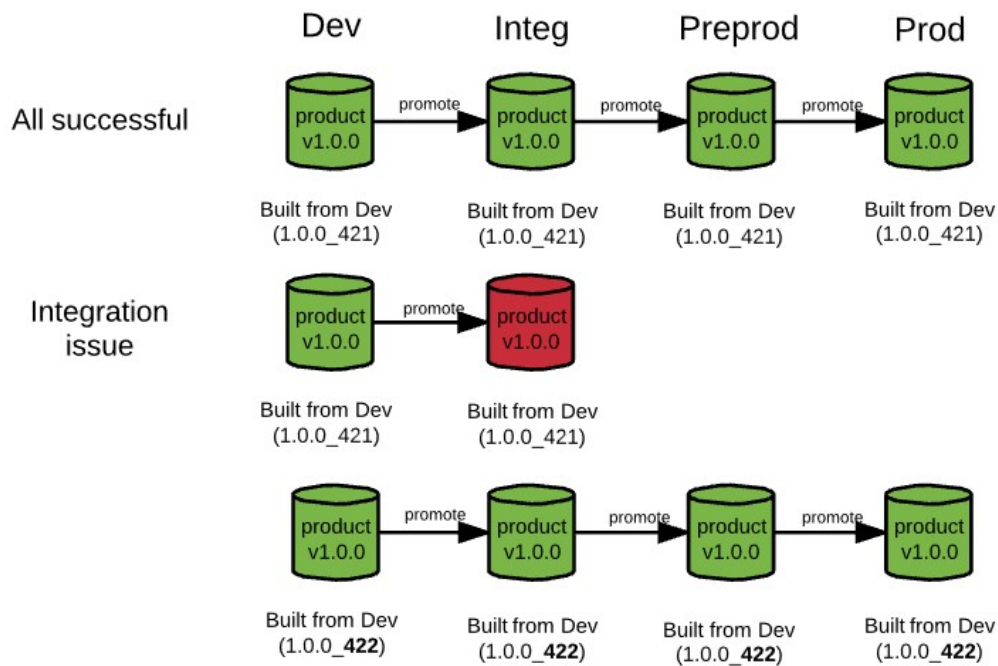 Dev Integ Preprod Prod
All successful
promote promote promote
product product product product
v1.0.0 v1.0.0 v1.0.0 v1.0.0
Built from Dev Built from Dev Built from Dev Built from Dev
(1.0.0_421) (1.0.0_421) (1.0.0_421) (1.0.0_421)
Integration
issue
promote
product product
v1.0.0 v1.0.0
Built from Dev Built from Dev
(1.0.0_421) (1.0.0_421)
promote promote promote
product product product product
v1.0.0 v1.0.0 v1.0.0 v1.0.0
Built from Dev Built from Dev Built from Dev Built from Dev
(1.0.0_422) (1.0.0_422) (1.0.0_422) (1.0.0_422)